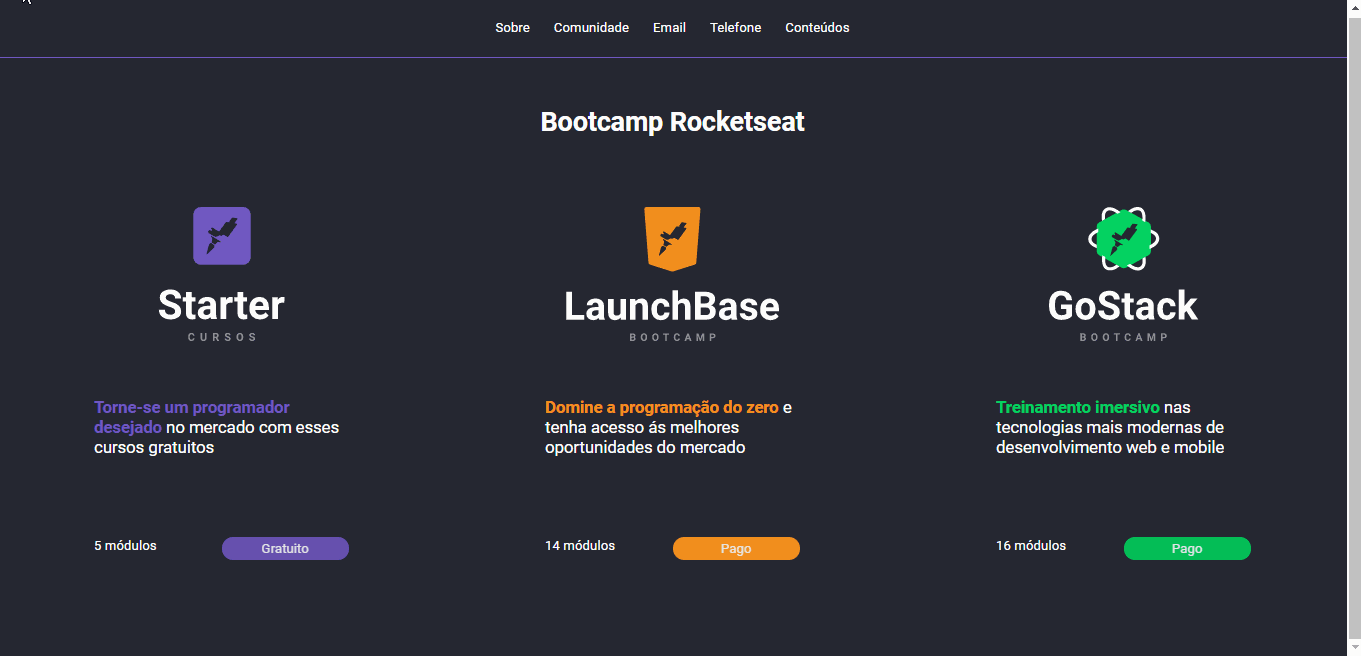 Sobre Comunidade Email Telefone Conteúdos
Bootcamp Rocketseat
Starter
CURSOS
Torne-se um programador
desejado no mercado com esses
cursos gratuitos
5 módulos Gratuito
LaunchBase
BOOTCAMP
Domine a programação do zero e
tenha acesso ás melhores
oportunidades do mercado
14 módulos Pago
GoStack
BOOTCAMP
Treinamento imersivo nas
tecnologias mais modernas de
desenvolvimento web e mobile
16 módulos Pago